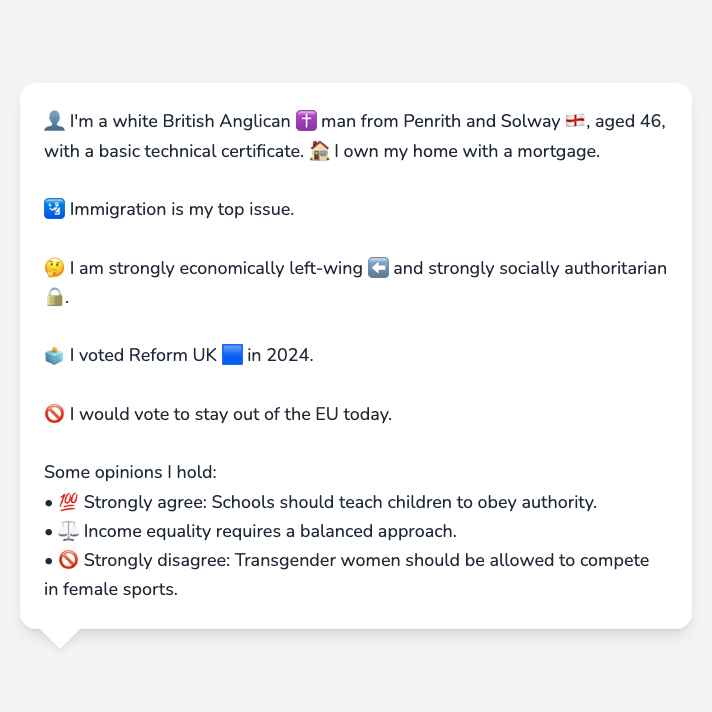 👤 I'm a white British Anglican ✝️ man from Penrith and Solway 🏴󠁧󠁢󠁥󠁮󠁧󠁿, aged 46,
with a basic technical certificate. 🏠 I own my home with a mortgage.
🛂 Immigration is my top issue.
🤔 I am strongly economically left-wing ⬅️ and strongly socially authoritarian
🔒.
🗳️ I voted Reform UK 🟦 in 2024.
🚫 I would vote to stay out of the EU today.
Some opinions I hold:
• 💯 Strongly agree: Schools should teach children to obey authority.
• ⚖️ Income equality requires a balanced approach.
• 🚫 Strongly disagree: Transgender women should be allowed to compete
in female sports.